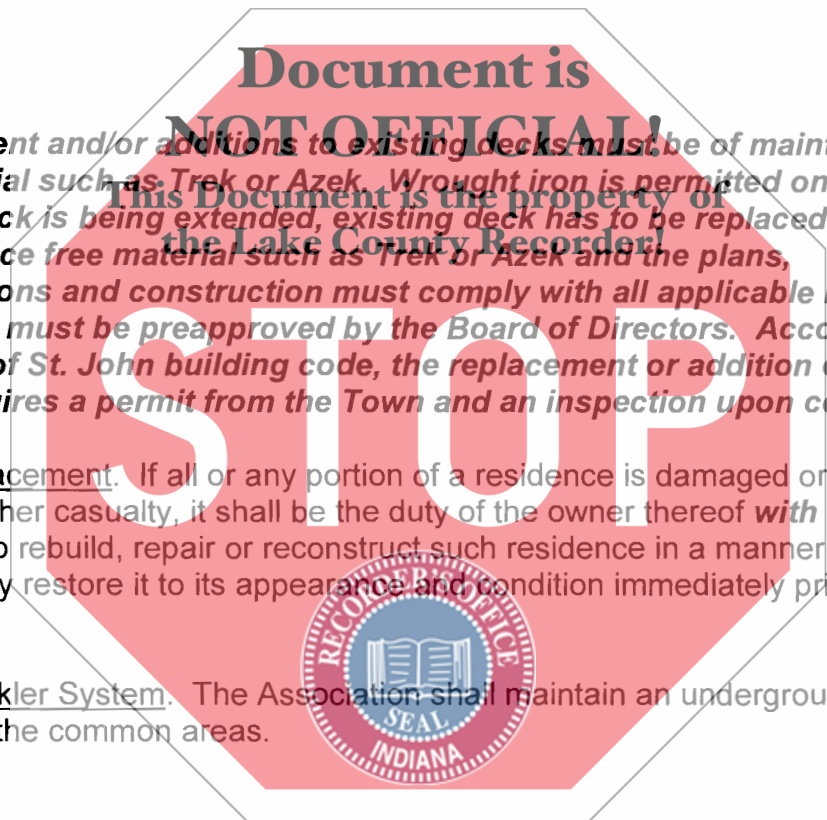 Document is
NOT OFFICIAL!
This Document is the property of
the Lake County Recorder!
STOP
ent and/or additions to existing decks must be of maint
ial such as Trek or Azek. Wrought iron is permitted on
ck is being extended, existing deck has to be replaced
ce free material such as Trek or Azek and the plans,
ons and construction must comply with all applicable
must be preapproved by the Board of Directors. Acco
of St. John building code, the replacement or addition
ires a permit from the Town and an inspection upon c
acement. If all or any portion of a residence is damaged or
her casualty, it shall be the duty of the owner thereof with
o rebuild, repair or reconstruct such residence in a manner
y restore it to its appearance and condition immediately pri
kler System. The Association shall maintain an undergrou
the common areas.
RECORDER'S OFFICE
SEAL
INDIANA